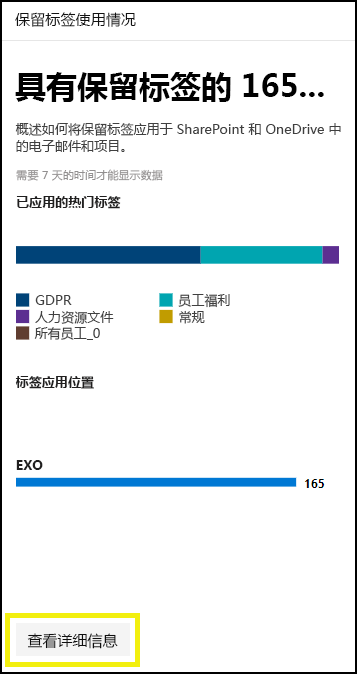 保留标签使用情况
具有保留标签的 165...
概述如何将保留标签应用于 SharePoint 和 OneDrive 中
的电子邮件和项目。
需要 7 天的时间才能显示数据
已应用的热门标签
GDPR
员工福利
人力资源文件
常规
所有员工_0
标签应用位置
EXO
165
查看详细信息